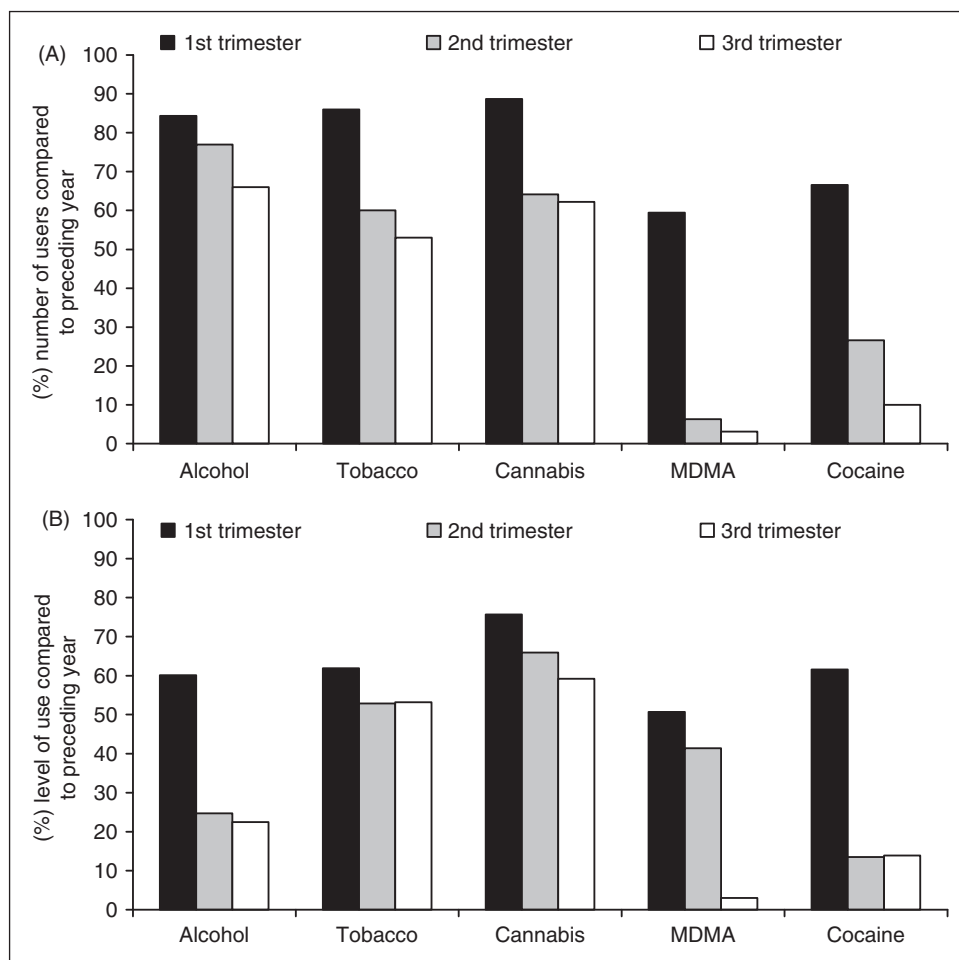 (A)
1st trimester 2nd trimester 3rd trimester
(%) number of users compared
to preceding year
100
90
80
70
60
50
40
30
20
10
0
Alcohol Tobacco Cannabis MDMA Cocaine
(B)
1st trimester 2nd trimester 3rd trimester
(%) level of use compared
to preceding year
100
90
80
70
60
50
40
30
20
10
0
Alcohol Tobacco Cannabis MDMA Cocaine